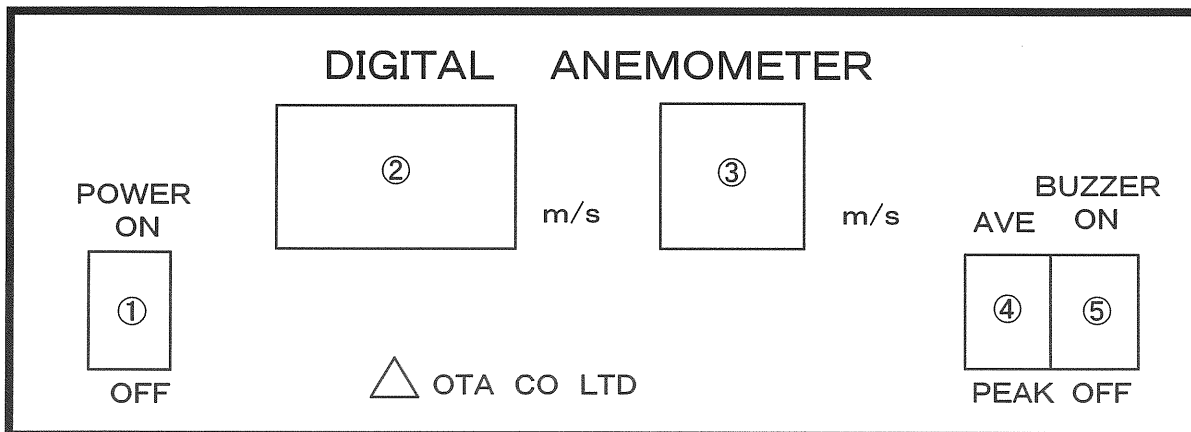 DIGITAL ANEMOMETER
② ③
POWER
ON
m/s m/s
BUZZER
AVE ON
① ④ ⑤
OFF
OTA CO LTD
PEAK OFF